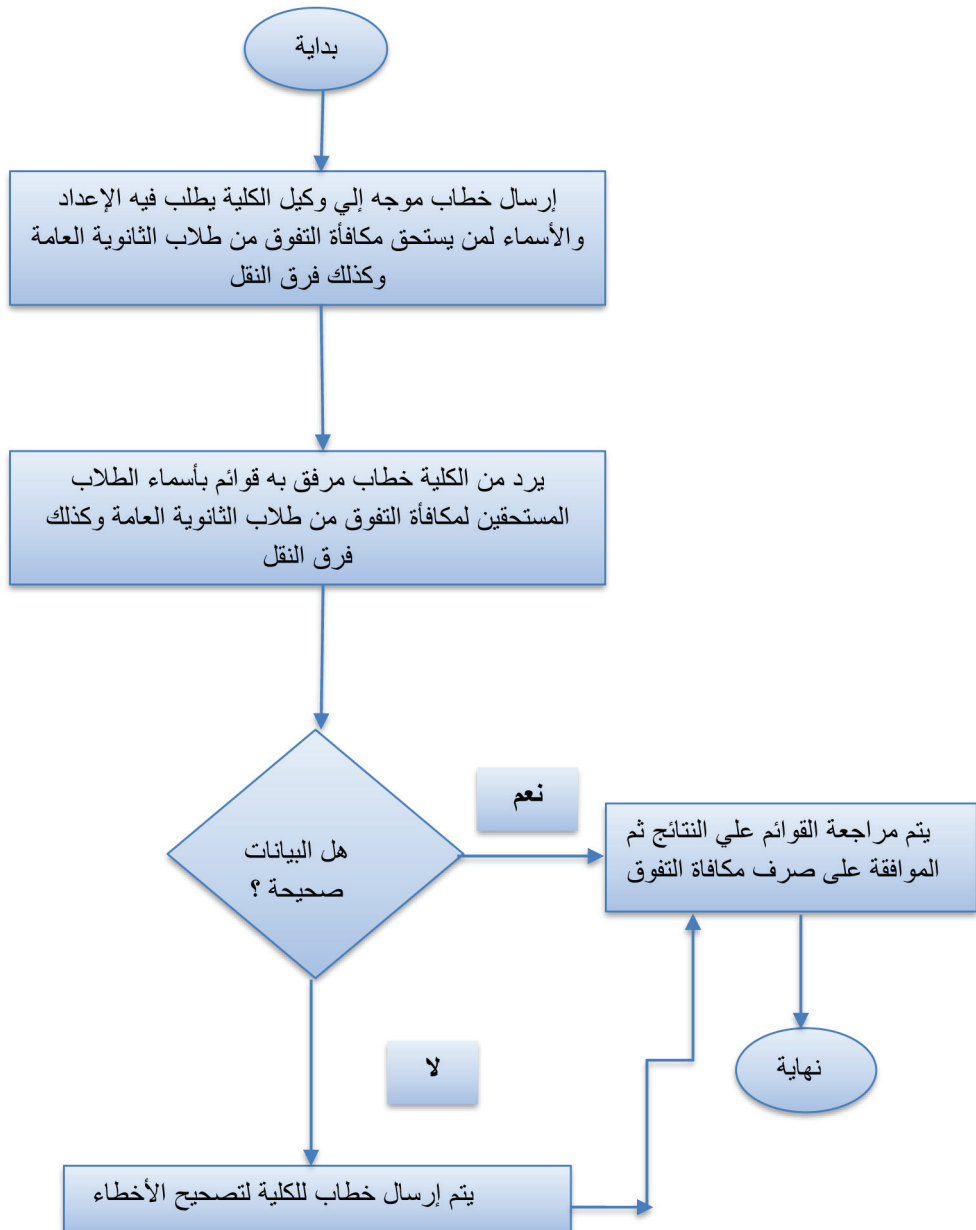 بداية
إرسال خطاب موجه إلي وكيل الكلية يطلب فيه الإعداد
والأسماء لمن يستحق مكافأة التفوق من طلاب الثانوية العامة
وكذلك فرق النقل
يرد من الكلية خطاب مرفق به قوائم بأسماء الطلاب
المستحقين لمكافأة التفوق من طلاب الثانوية العامة وكذلك
فرق النقل
هل البيانات
صحيحة ؟
نعم
يتم مراجعة القوائم علي النتائج ثم
الموافقة على صرف مكافاة التفوق
نهاية
لا
يتم إرسال خطاب للكلية لتصحيح الأخطاء